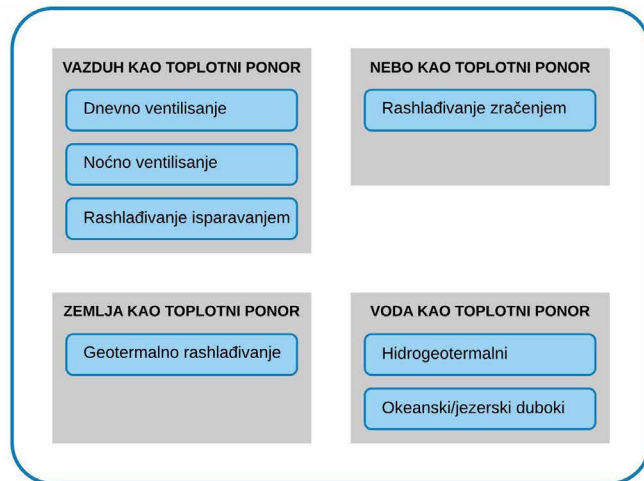 VAZDUH KAO TOPLOTNI PONOR
Dnevno ventilisanje
Noćno ventilisanje
Rashlađivanje isparavanjem
NEBO KAO TOPLOTNI PONOR
Rashlađivanje zračenjem
ZEMLJA KAO TOPLOTNI PONOR
Geotermalno rashlađivanje
VODA KAO TOPLOTNI PONOR
Hidrogeotermalni
Okeanski/jezerski duboki